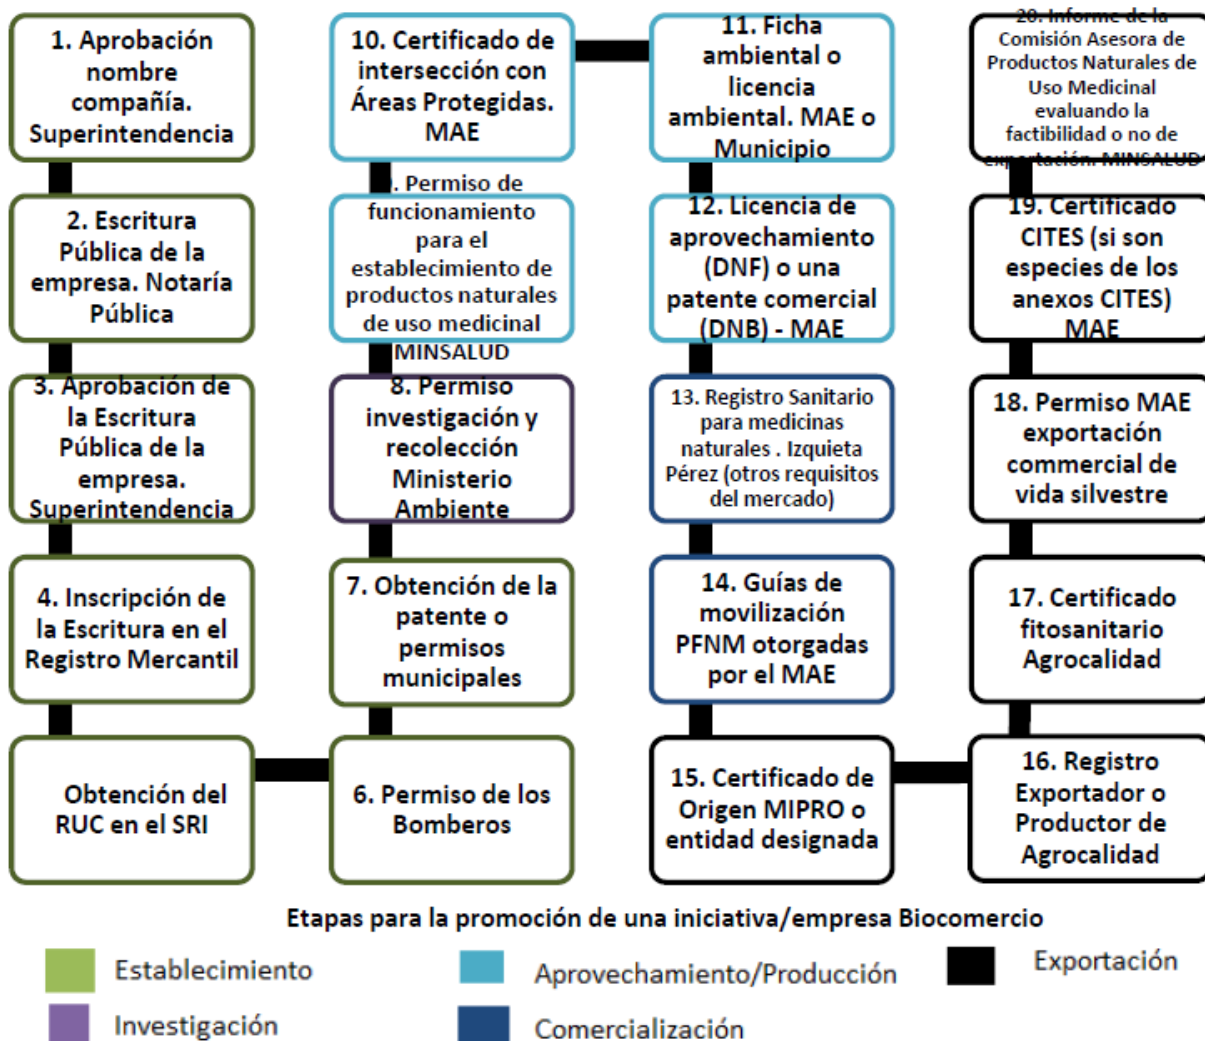 1. Aprobación
nombre
compañía.
Superintendencia
2. Escritura
Pública de la
empresa. Notaría
Pública
3. Aprobación de
la Escritura
Pública de la
empresa.
Superintendencia
4. Inscripción de
la Escritura en el
Registro Mercantil
Obtención del
RUC en el SRI
6. Permiso de los
Bomberos
7. Obtención de la
patente o
permisos
municipales
8. Permiso
investigación y
recolección
Ministerio
Ambiente
. Permiso de
funcionamiento
para el
establecimiento de
productos naturales
de uso medicinal
MINSALUD
10. Certificado de
intersección con
Áreas Protegidas.
MAE
11. Ficha
ambiental o
licencia
ambiental. MAE o
Municipio
12. Licencia de
aprovechamiento
(DNF) o una
patente comercial
(DNB) - MAE
13. Registro Sanitario
para medicinas
naturales . Izquieta
Pérez (otros requisitos
del mercado)
14. Guías de
movilización
PFNM otorgadas
por el MAE
15. Certificado de
Origen MIPRO o
entidad designada
16. Registro
Exportador o
Productor de
Agrocalidad
17. Certificado
fitosanitario
Agrocalidad
18. Permiso MAE
exportación
commercial de
vida silvestre
19. Certificado
CITES (si son
especies de los
anexos CITES)
MAE
20. Informe de la
Comisión Asesora de
Productos Naturales de
Uso Medicinal
evaluando la
factibilidad o no de
exportación. MINSALUD
Etapas para la promoción de una iniciativa/empresa Biocomercio
Establecimiento
Investigación
Aprovechamiento/Producción
Comercialización
Exportación